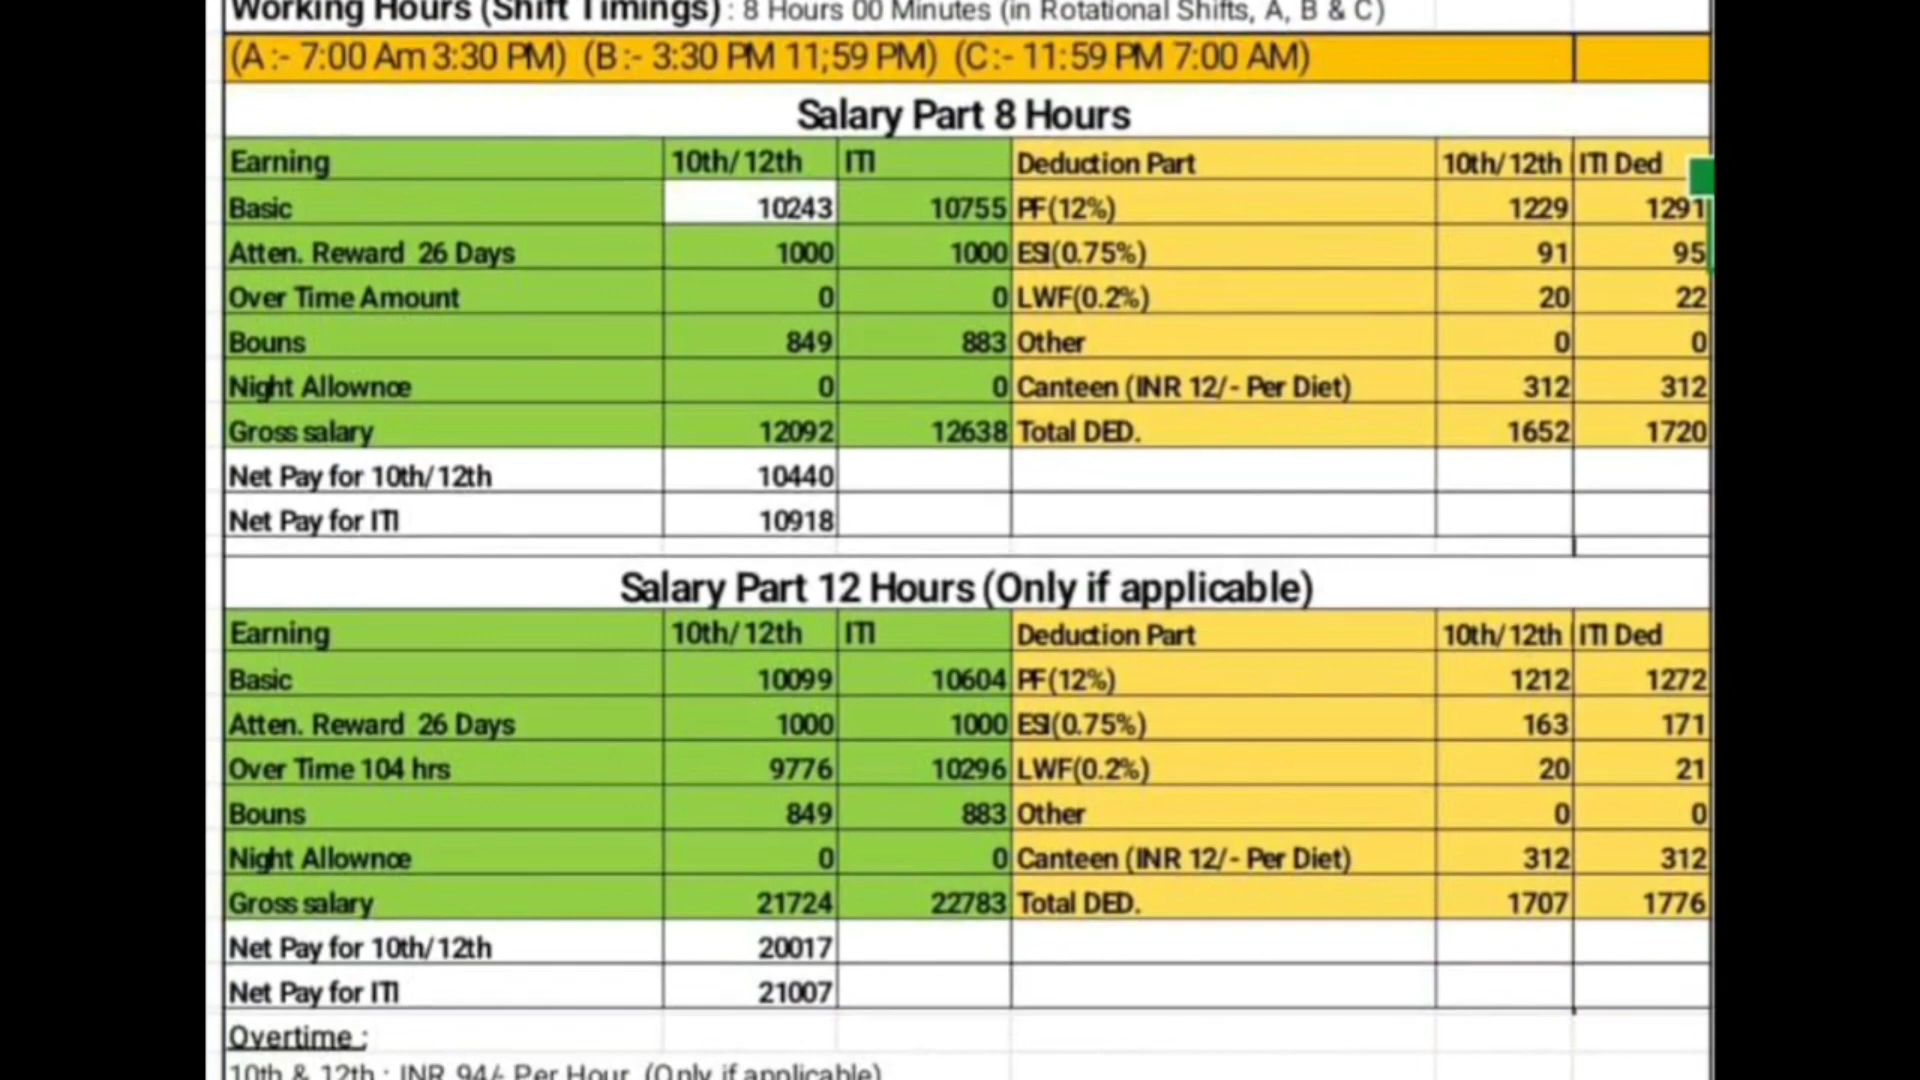 Working Hours (Shift Timings) : 8 Hours 00 Minutes (in Rotational Shifts, A, B & C)
(A :- 7:00 Am 3:30 PM) (B :- 3:30 PM 11;59 PM) (C :- 11:59 PM 7:00 AM)
Salary Part 8 Hours
Earning 10th/12th ITI Deduction Part 10th/12th ITI Ded
Basic 10243 10755 PF(12%) 1229 1291
Atten. Reward 26 Days 1000 1000 ESI(0.75%) 91 95
Over Time Amount 0 0 LWF(0.2%) 20 22
Bouns 849 883 Other 0 0
Night Allownce 0 0 Canteen (INR 12/- Per Diet) 312 312
Gross salary 12092 12638 Total DED. 1652 1720
Net Pay for 10th/12th 10440
Net Pay for ITI 10918
Salary Part 12 Hours (Only if applicable)
Earning 10th/12th ITI Deduction Part 10th/12th ITI Ded
Basic 10099 10604 PF(12%) 1212 1272
Atten. Reward 26 Days 1000 1000 ESI(0.75%) 163 171
Over Time 104 hrs 9776 10296 LWF(0.2%) 20 21
Bouns 849 883 Other 0 0
Night Allownce 0 0 Canteen (INR 12/- Per Diet) 312 312
Gross salary 21724 22783 Total DED. 1707 1776
Net Pay for 10th/12th 20017
Net Pay for ITI 21007
Overtime :
10th & 12th : INR 94/- Per Hour (Only if applicable)